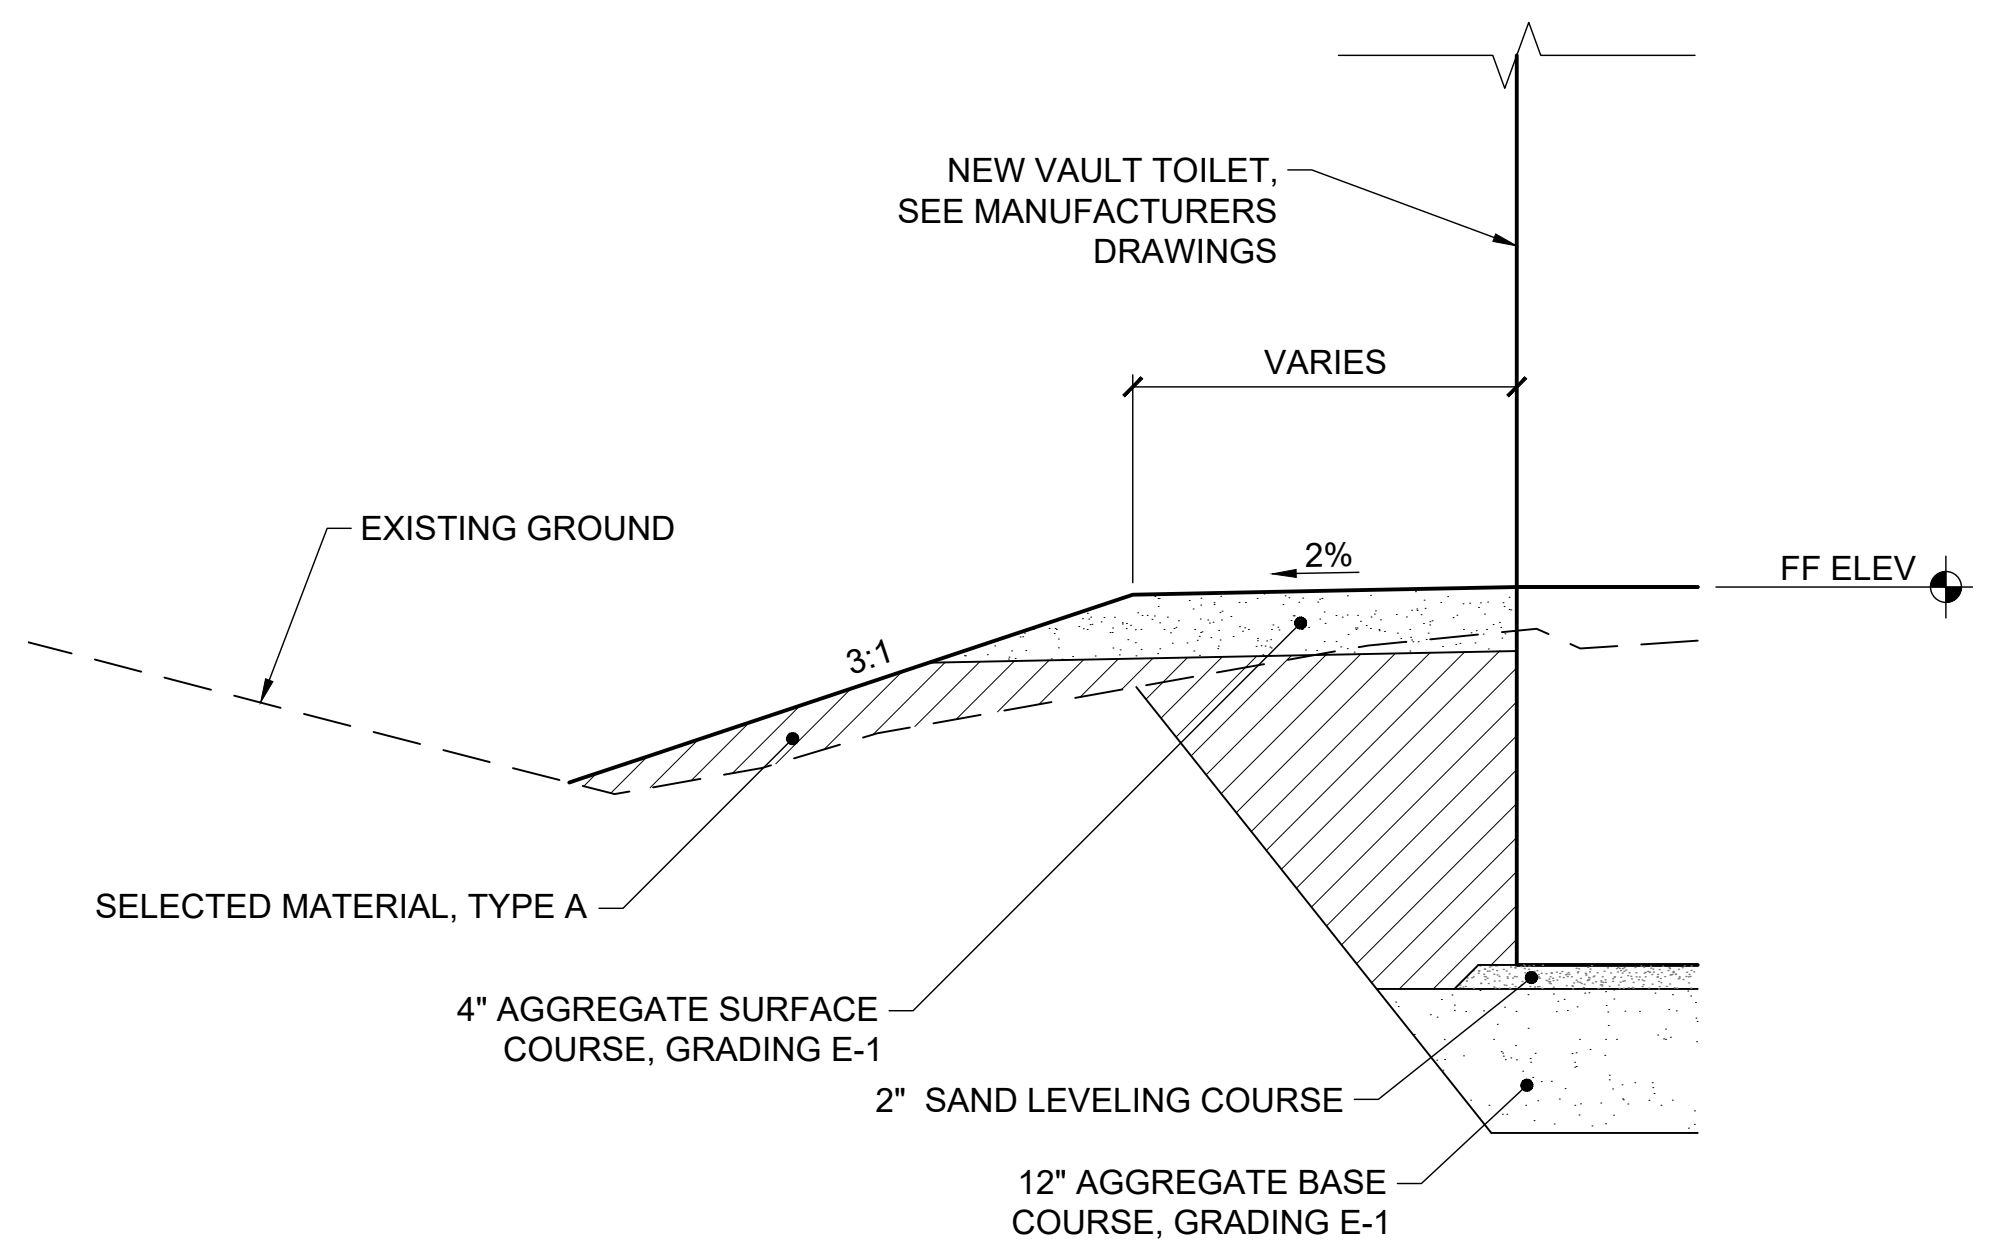 NEW VAULT TOILET,
SEE MANUFACTURERS
DRAWINGS
VARIES
EXISTING GROUND
2%
FF ELEV
3:1
SELECTED MATERIAL, TYPE A
4" AGGREGATE SURFACE
COURSE, GRADING E-1
2" SAND LEVELING COURSE
12" AGGREGATE BASE
COURSE, GRADING E-1